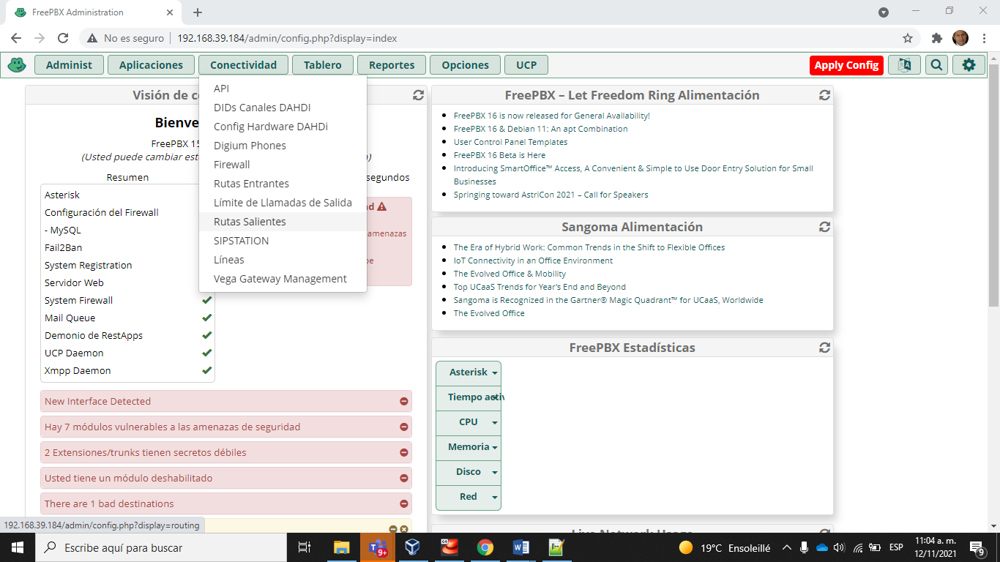 FreePBX Administration
No es seguro
192.168.39.184/admin/config.php?display=index
Administ
Aplicaciones
Conectividad
Tablero
Reportes
Opciones
UCP
Apply Config
API
DIDs Canales DAHDI
Config Hardware DAHDi
Digium Phones
Firewall
Rutas Entrantes
Límite de Llamadas de Salida
Rutas Salientes
SIPSTATION
Líneas
Vega Gateway Management
Visión de
Bienve
FreePBX 15
(Usted puede cambiar est
Resumen
segundos
Asterisk
Configuración del Firewall
- MySQL
Fail2Ban
System Registration
Servidor Web
System Firewall
Mail Queue
Demonio de RestApps
UCP Daemon
Xmpp Daemon
amenazas
New Interface Detected
Hay 7 módulos vulnerables a las amenazas de seguridad
2 Extensiones/trunks tienen secretos débiles
Usted tiene un módulo deshabilitado
There are 1 bad destinations
192.168.39.184/admin/config.php?display=routing
FreePBX – Let Freedom Ring Alimentación
FreePBX 16 is now released for General Availability!
FreePBX 16 & Debian 11: An apt Combination
User Control Panel Templates
FreePBX 16 Beta is Here
Introducing SmartOffice™ Access, A Convenient & Simple to Use Door Entry Solution for Small
Businesses
Springing toward AstriCon 2021 – Call for Speakers
Sangoma Alimentación
The Era of Hybrid Work: Common Trends in the Shift to Flexible Offices
IoT Connectivity in an Office Environment
The Evolved Office & Mobility
Top UCaaS Trends for Year's End and Beyond
Sangoma is Recognized in the Gartner® Magic Quadrant™ for UCaaS, Worldwide
The Evolved Office
FreePBX Estadísticas
Asterisk
Tiempo activ
CPU
Memoria
Disco
Red
Live Network Usage
Escribe aquí para buscar
9+
64
19°C Ensoleillé
ESP
11:04 a. m.
12/11/2021
9